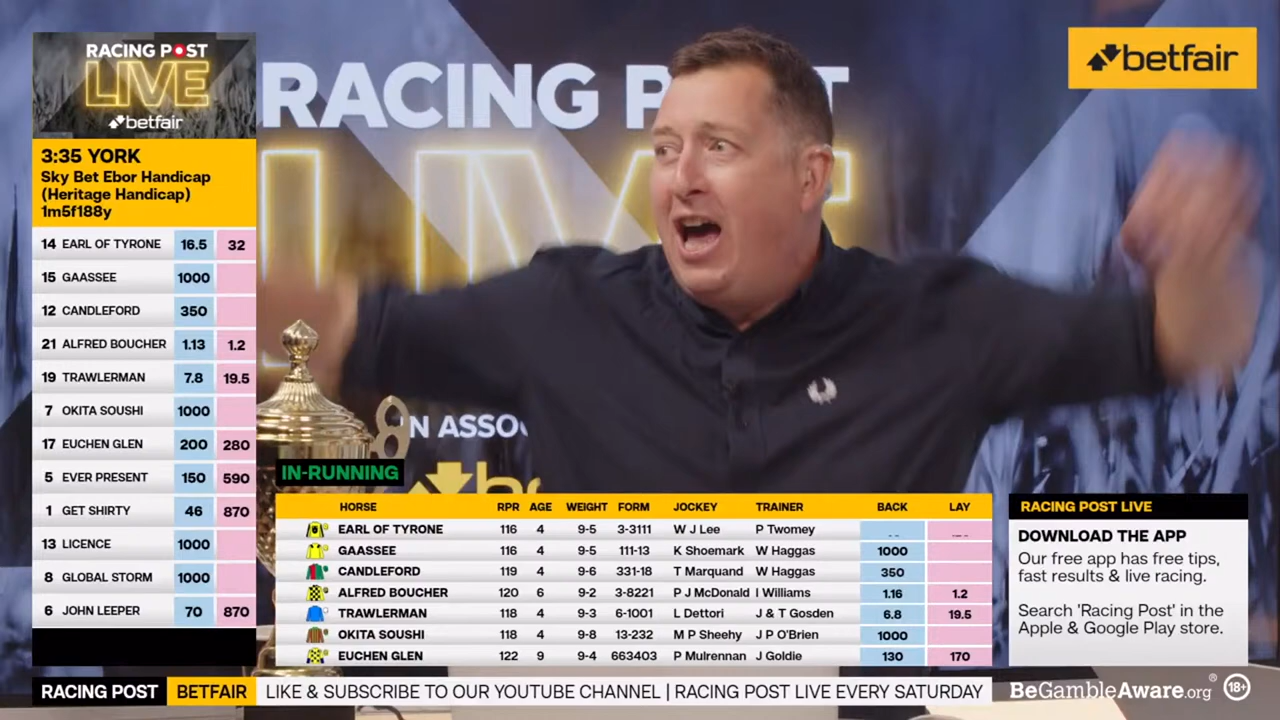 RACING POST
LIVE
betfair
RACING P T
LIVE
betfair
3:35 YORK
Sky Bet Ebor Handicap
(Heritage Handicap)
1m5f188y
14 EARL OF TYRONE 16.5 32
15 GAASSEE 1000
12 CANDLEFORD 350
21 ALFRED BOUCHER 1.13 1.2
19 TRAWLERMAN 7.8 19.5
7 OKITA SOUSHI 1000
17 EUCHEN GLEN 200 280
5 EVER PRESENT 150 590
1 GET SHIRTY 46 870
13 LICENCE 1000
8 GLOBAL STORM 1000
6 JOHN LEEPER 70 870
N ASSO
be
IN-RUNNING
HORSE RPR AGE WEIGHT FORM JOCKEY TRAINER BACK LAY
EARL OF TYRONE 116 4 9-5 3-3111 W J Lee P Twomey
GAASSEE 116 4 9-5 111-13 K Shoemark W Haggas 1000
CANDLEFORD 119 4 9-6 331-18 T Marquand W Haggas 350
ALFRED BOUCHER 120 6 9-2 3-8221 P J McDonald I Williams 1.16 1.2
TRAWLERMAN 118 4 9-3 6-1001 L Dettori J & T Gosden 6.8 19.5
OKITA SOUSHI 118 4 9-8 13-232 M P Sheehy J P O'Brien 1000
EUCHEN GLEN 122 9 9-4 663403 P Mulrennan J Goldie 130 170
RACING POST LIVE
DOWNLOAD THE APP
Our free app has free tips,
fast results & live racing.
Search 'Racing Post' in the
Apple & Google Play store.
RACING POST BETFAIR LIKE & SUBSCRIBE TO OUR YOUTUBE CHANNEL | RACING POST LIVE EVERY SATURDAY
BeGambleAware.org® 18+